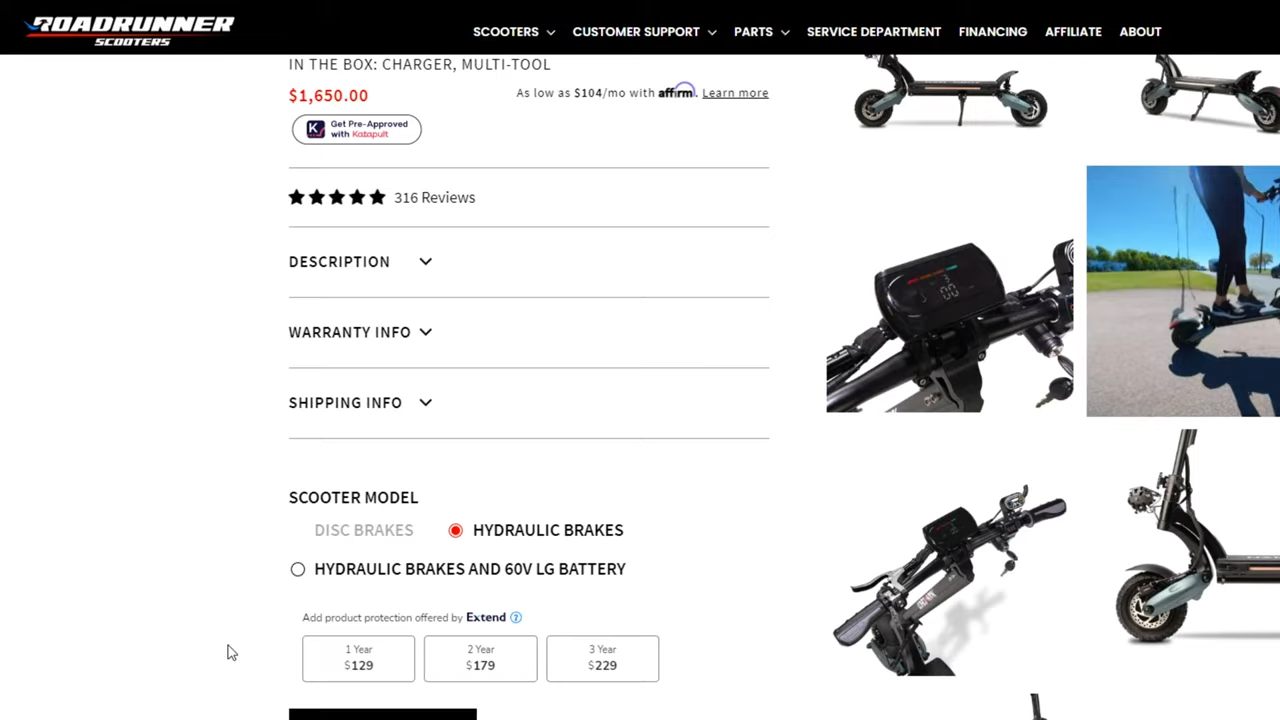 ROADRUNNER
SCOOTERS
SCOOTERS
CUSTOMER SUPPORT
PARTS
SERVICE DEPARTMENT
FINANCING
AFFILIATE
ABOUT
IN THE BOX: CHARGER, MULTI-TOOL
$1,650.00
As low as $104/mo with affirm. Learn more
K
Get Pre-Approved
with Katapult
316 Reviews
DESCRIPTION
WARRANTY INFO
SHIPPING INFO
SCOOTER MODEL
DISC BRAKES
HYDRAULIC BRAKES
HYDRAULIC BRAKES AND 60V LG BATTERY
Add product protection offered by Extend ?
1 Year
$129
2 Year
$179
3 Year
$229